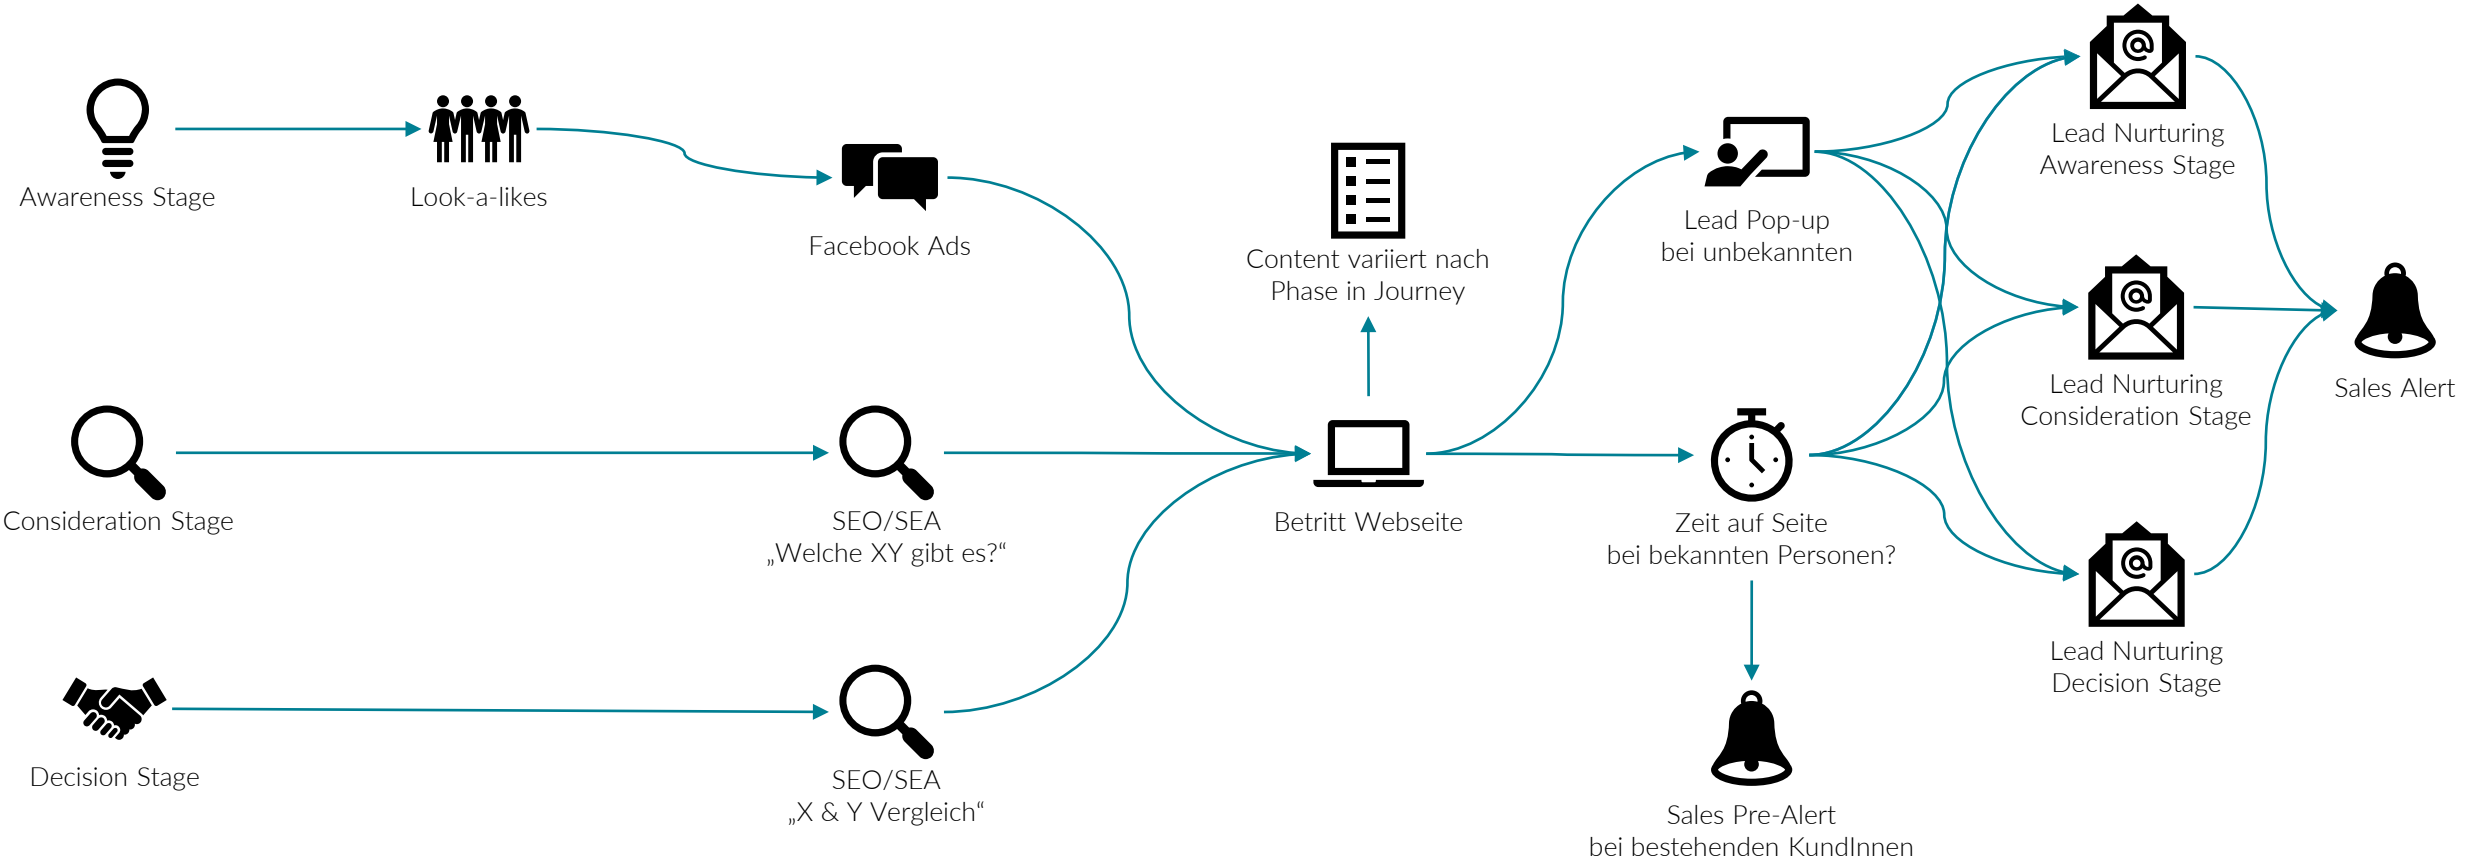 Awareness Stage
Look-a-likes
Facebook Ads
Consideration Stage
SEO/SEA
„Welche XY gibt es?“
Decision Stage
SEO/SEA
„X & Y Vergleich“
Content variiert nach
Phase in Journey
Betritt Webseite
Lead Pop-up
bei unbekannten
Zeit auf Seite
bei bekannten Personen?
Sales Pre-Alert
bei bestehenden KundInnen
Lead Nurturing
Awareness Stage
Lead Nurturing
Consideration Stage
Lead Nurturing
Decision Stage
Sales Alert